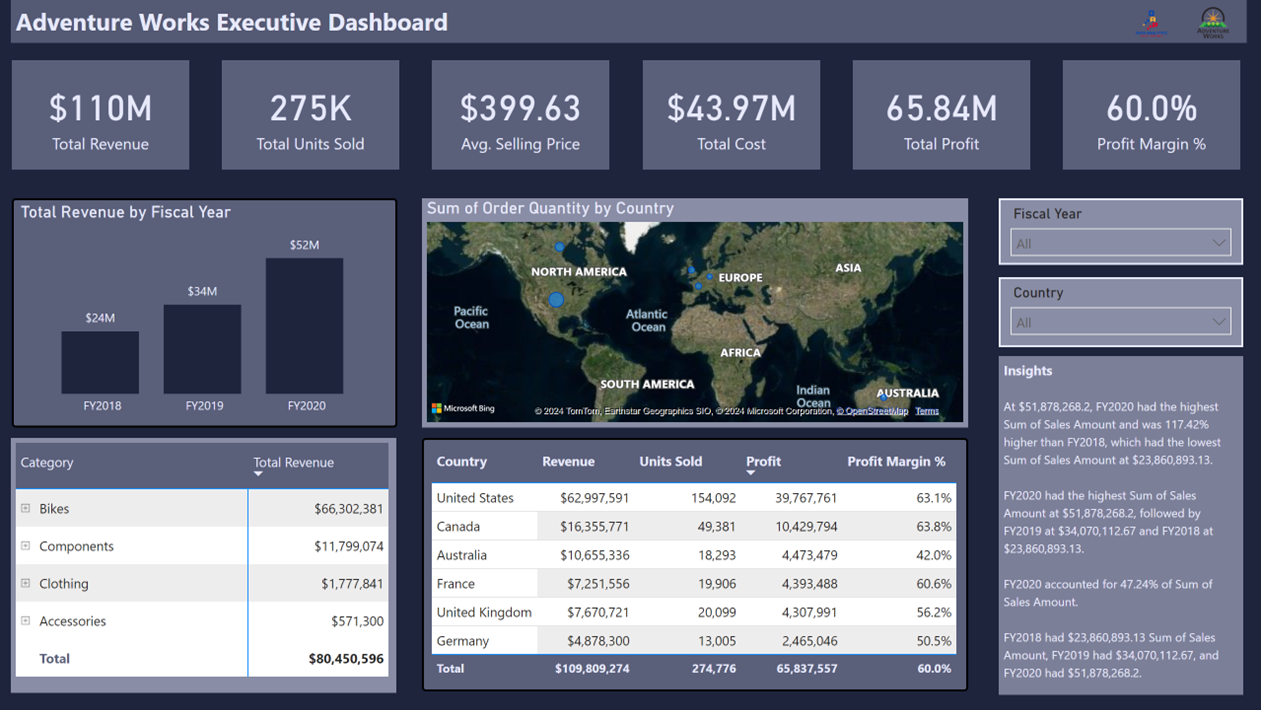 Adventure Works Executive Dashboard
ADVENTURE
WORKS
$110M
Total Revenue
275K
Total Units Sold
$399.63
Avg. Selling Price
$43.97M
Total Cost
65.84M
Total Profit
60.0%
Profit Margin %
Total Revenue by Fiscal Year
$24M
$34M
$52M
FY2018
FY2019
FY2020
Sum of Order Quantity by Country
NORTH AMERICA
EUROPE
ASIA
Pacific
Ocean
Atlantic
Ocean
AFRICA
SOUTH AMERICA
Indian
Ocean
AUSTRALIA
Microsoft Bing
© 2024 TomTom, Earthstar Geographics SIO, © 2024 Microsoft Corporation, © OpenStreetMap Terms
Fiscal Year
All
Country
All
Category Total Revenue
Bikes $66,302,381
Components $11,799,074
Clothing $1,777,841
Accessories $571,300
Total $80,450,596
Country Revenue Units Sold Profit Profit Margin %
United States $62,997,591 154,092 39,767,761 63.1%
Canada $16,355,771 49,381 10,429,794 63.8%
Australia $10,655,336 18,293 4,473,479 42.0%
France $7,251,556 19,906 4,393,488 60.6%
United Kingdom $7,670,721 20,099 4,307,991 56.2%
Germany $4,878,300 13,005 2,465,046 50.5%
Total $109,809,274 274,776 65,837,557 60.0%
Insights
At $51,878,268.2, FY2020 had the highest
Sum of Sales Amount and was 117.42%
higher than FY2018, which had the lowest
Sum of Sales Amount at $23,860,893.13.
FY2020 had the highest Sum of Sales
Amount at $51,878,268.2, followed by
FY2019 at $34,070,112.67 and FY2018 at
$23,860,893.13.
FY2020 accounted for 47.24% of Sum of
Sales Amount.
FY2018 had $23,860,893.13 Sum of Sales
Amount, FY2019 had $34,070,112.67, and
FY2020 had $51,878,268.2.